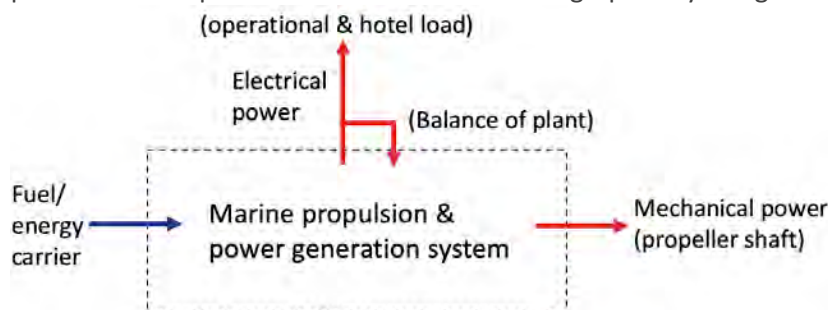 (operational & hotel load)
Electrical
power
(Balance of plant)
Fuel/
energy
carrier
Marine propulsion &
power generation system
Mechanical power
(propeller shaft)